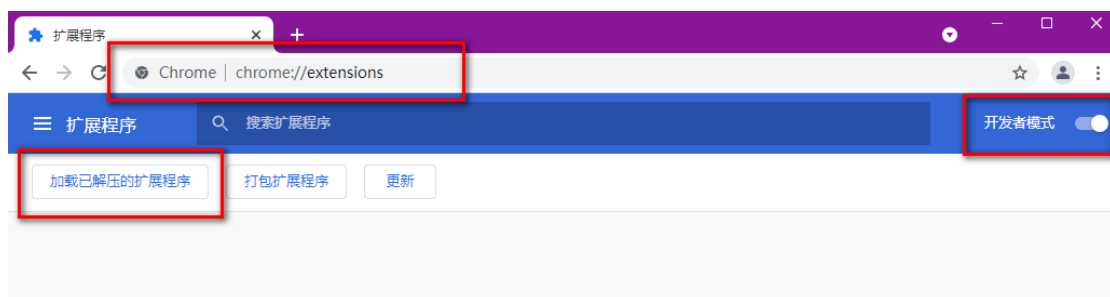 扩展程序
Chrome | chrome://extensions
扩展程序 搜索扩展程序 开发者模式
加载已解压的扩展程序 打包扩展程序 更新